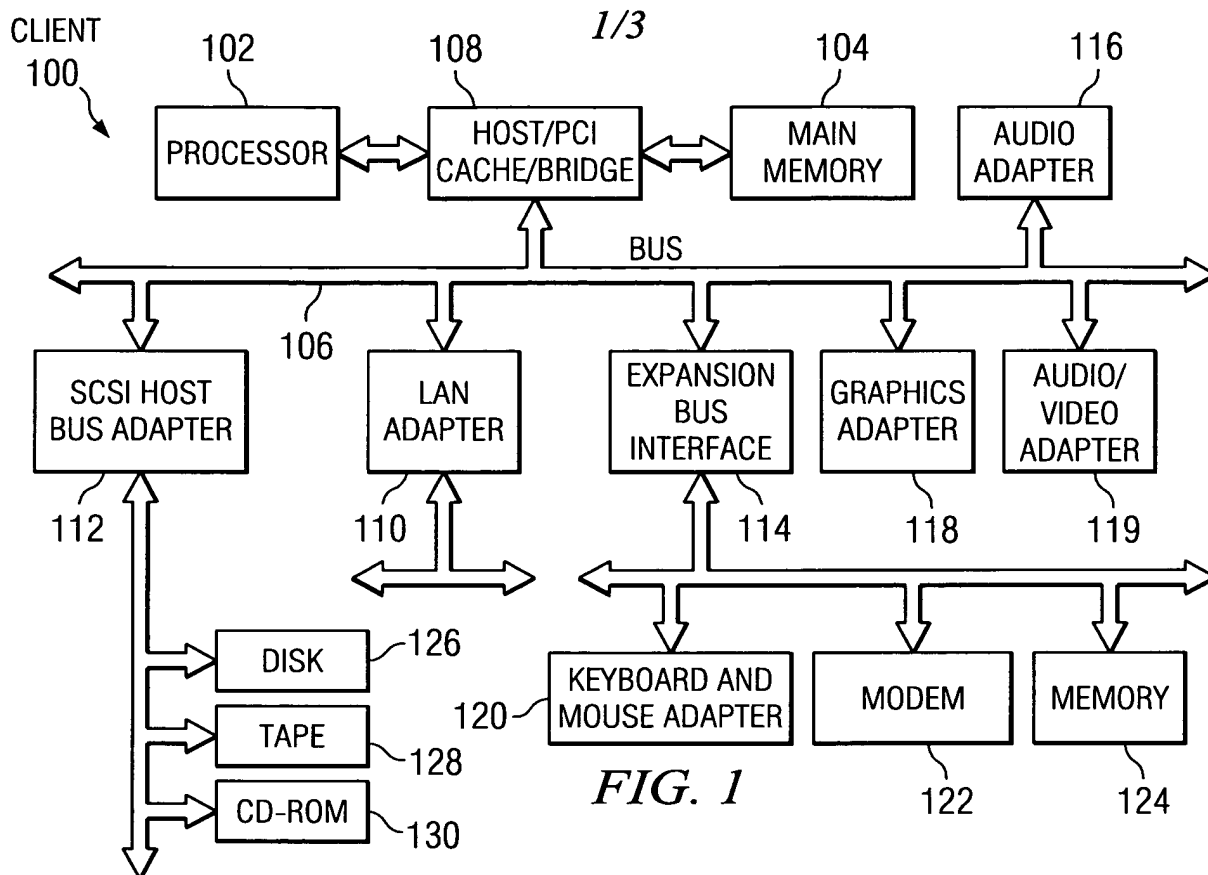 1/3
CLIENT
100
102
108
104
116
PROCESSOR
HOST/PCI
CACHE/BRIDGE
MAIN
MEMORY
AUDIO
ADAPTER
BUS
106
SCSI HOST
BUS ADAPTER
LAN
ADAPTER
EXPANSION
BUS
INTERFACE
GRAPHICS
ADAPTER
AUDIO/
VIDEO
ADAPTER
112
110
114
118
119
DISK
126
TAPE
128
CD-ROM
130
120
KEYBOARD AND
MOUSE ADAPTER
MODEM
MEMORY
122
124
FIG. 1